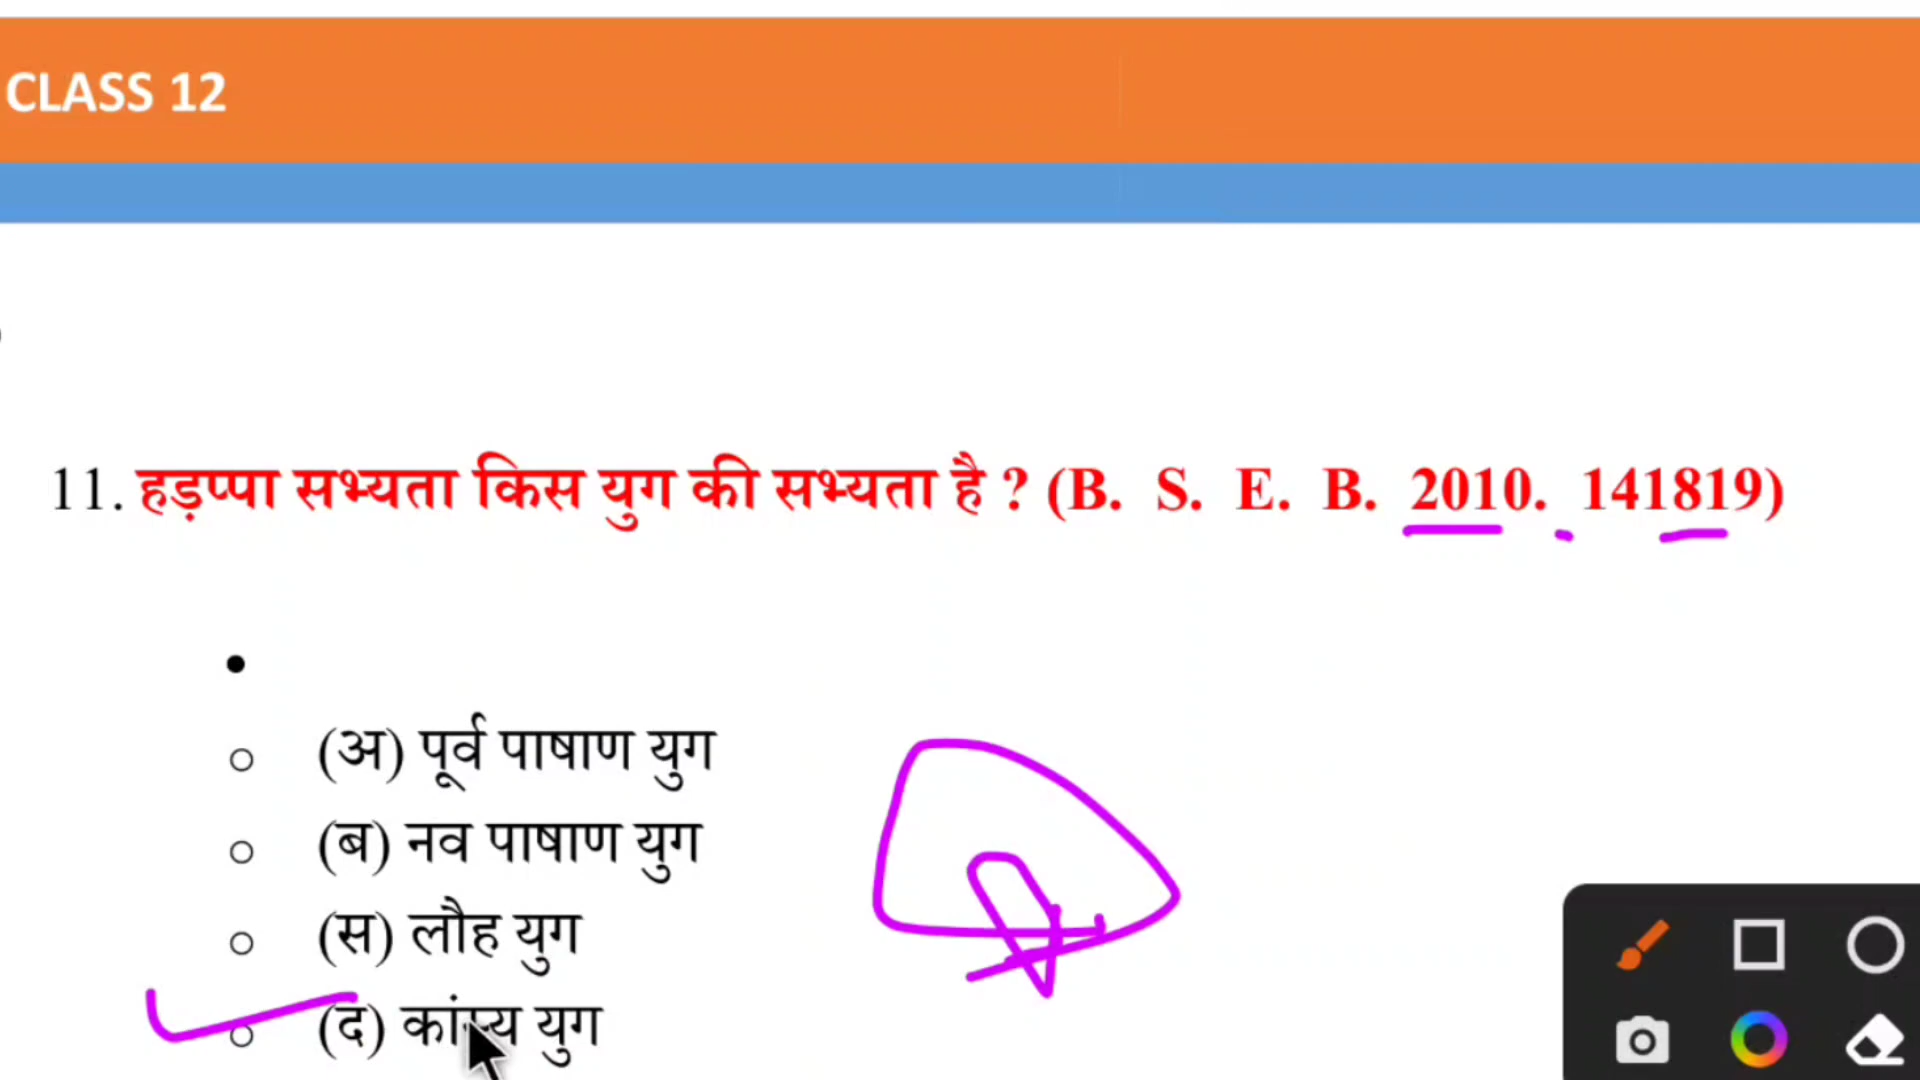 CLASS 12
11. हड़प्पा सभ्यता किस युग की सभ्यता है ? (B. S. E. B. 2010. 141819)
(अ) पूर्व पाषाण युग
(ब) नव पाषाण युग
(स) लौह युग
(द) कांस्य युग